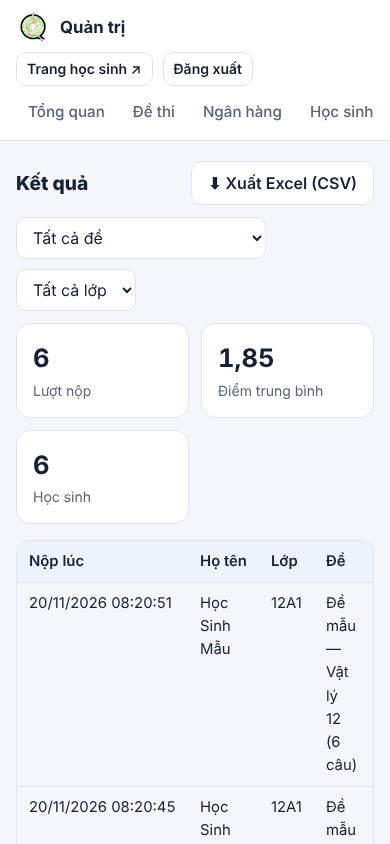 Quản trị
Trang học sinh ↗ Đăng xuất
Tổng quan Đề thi Ngân hàng Học sinh
Kết quả
⬇ Xuất Excel (CSV)
Tất cả đề
Tất cả lớp
6
Lượt nộp
1,85
Điểm trung bình
6
Học sinh
Nộp lúc Họ tên Lớp Đề
20/11/2026 08:20:51 Học 12A1 Đề
Sinh mẫu
Mẫu —
Vật
lý
12
(6
câu)
20/11/2026 08:20:45 Học 12A1 Đề
Sinh mẫu